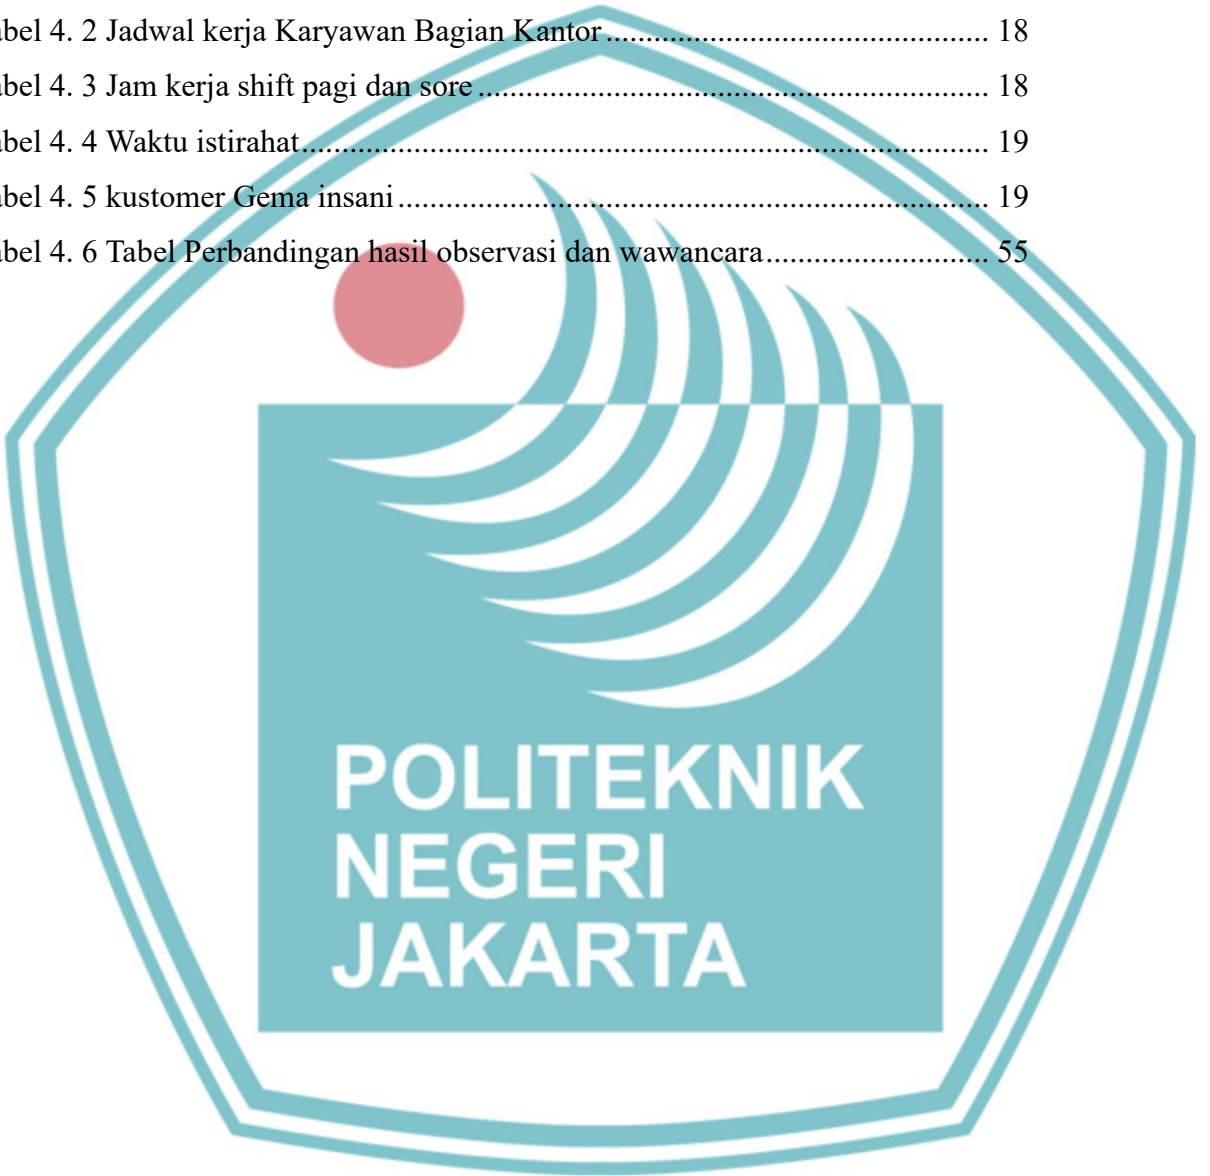 abel 4. 2 Jadwal kerja Karyawan Bagian Kantor................................................ 18
abel 4. 3 Jam kerja shift pagi dan sore................................................................ 18
abel 4. 4 Waktu istirahat...................................................................................... 19
abel 4. 5 kustomer Gema insani.......................................................................... 19
abel 4. 6 Tabel Perbandingan hasil observasi dan wawancara............................ 55
POLITEKNIK
NEGERI
JAKARTA